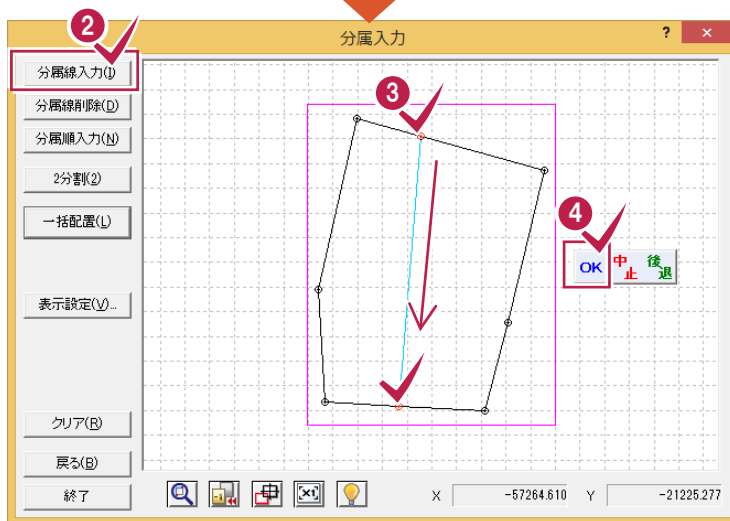 2
分属入力
? ×
分属線入力(I)
分属線削除(D)
分属順入力(N)
2分割(2)
一括配置(L)
表示設定(V)...
クリア(R)
戻る(B)
終了
3
4
OK 中止 後退
X -57264.610 Y -21225.277